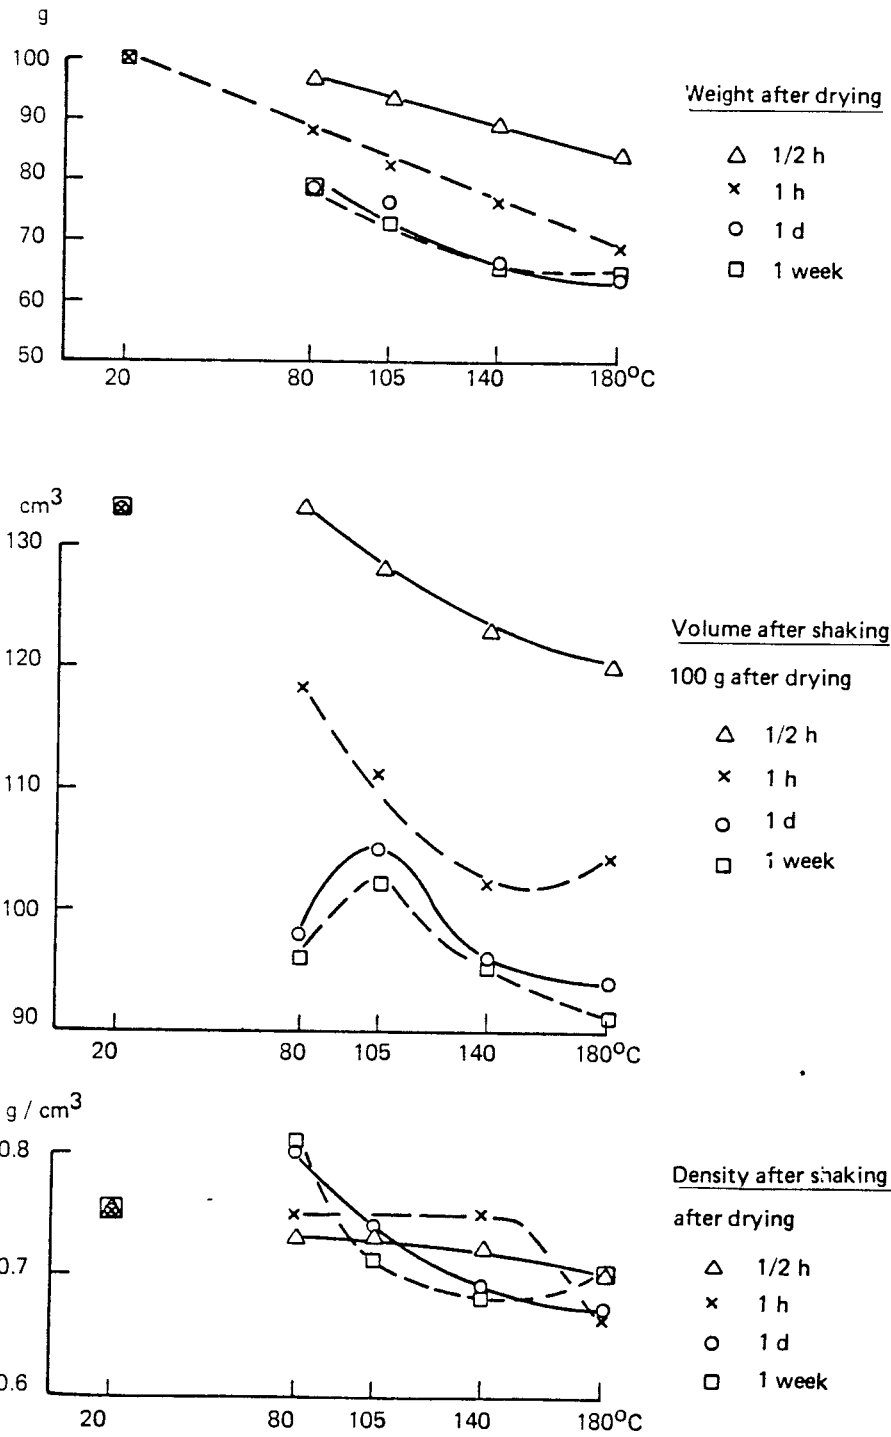 g
100
90
80
70
60
50
20 80 105 140 180°C
Weight after drying
1/2 h
1 h
1 d
1 week
cm³
130
120
110
100
90
20 80 105 140 180°C
Volume after shaking
100 g after drying
1/2 h
1 h
1 d
1 week
g / cm³
0.8
0.7
0.6
20 80 105 140 180°C
Density after shaking
after drying
1/2 h
1 h
1 d
1 week